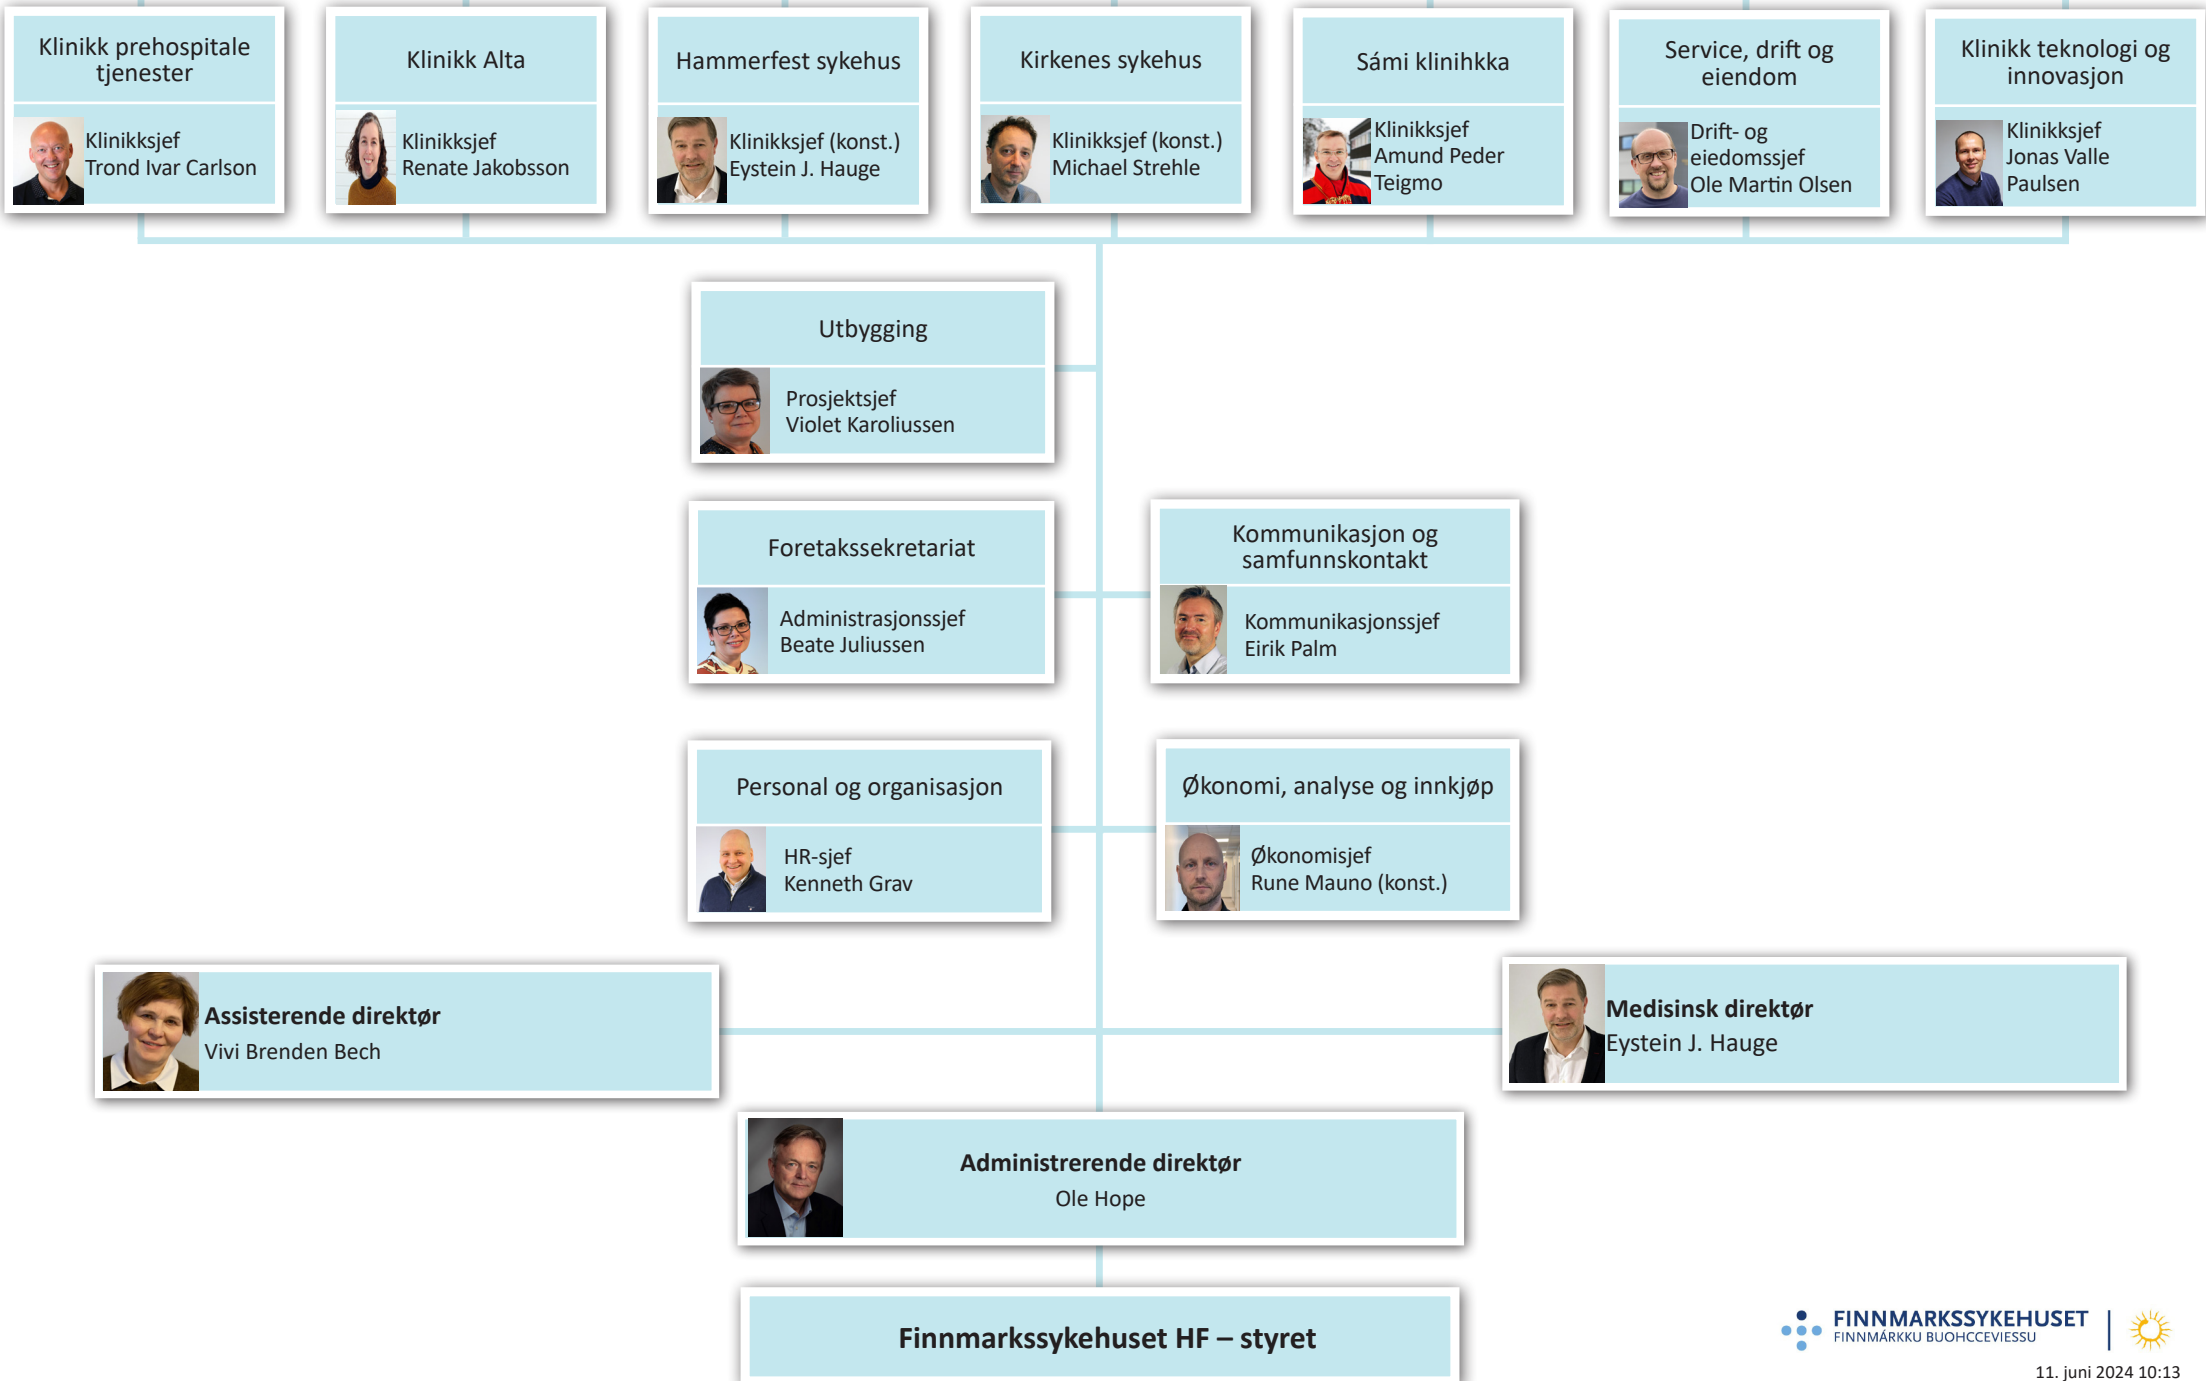 Klinikk prehospitale
tjenester
Klinikksjef
Trond Ivar Carlson
Klinikk Alta
Klinikksjef
Renate Jakobsson
Hammerfest sykehus
Klinikksjef (konst.)
Eystein J. Hauge
Kirkenes sykehus
Klinikksjef (konst.)
Michael Strehle
Sámi klinihkka
Klinikksjef
Amund Peder
Teigmo
Service, drift og
eiendom
Drift- og
eiedomssjef
Ole Martin Olsen
Klinikk teknologi og
innovasjon
Klinikksjef
Jonas Valle
Paulsen
Utbygging
Prosjektsjef
Violet Karoliussen
Foretakssekretariat
Administrasjonssjef
Beate Juliussen
Kommunikasjon og
samfunnskontakt
Kommunikasjonssjef
Eirik Palm
Personal og organisasjon
HR-sjef
Kenneth Grav
Økonomi, analyse og innkjøp
Økonomisjef
Rune Mauno (konst.)
Assisterende direktør
Vivi Brenden Bech
Medisinsk direktør
Eystein J. Hauge
Administrerende direktør
Ole Hope
Finnmarkssykehuset HF – styret
FINNMARKSSYKEHUSET
FINNMÁRKKU BUOHCCEVIESSU
11. juni 2024 10:13